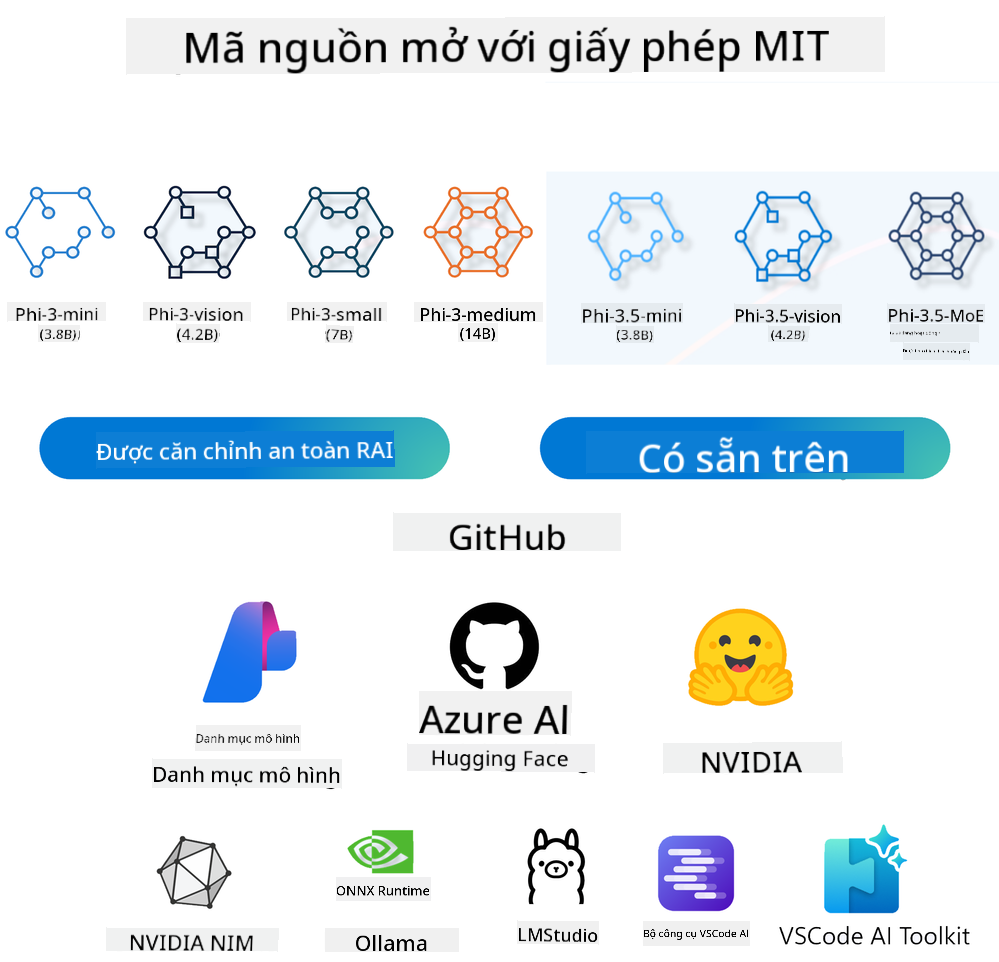 Mã nguồn mở với giấy phép MIT
Phi-3-mini
(3.8B)
Phi-3-vision
(4.2B)
Phi-3-small
(7B)
Phi-3-medium
(14B)
Phi-3.5-mini
(3.8B)
Phi-3.5-vision
(4.2B)
Phi-3.5-MoE
Được căn chỉnh an toàn RAI
Có sẵn trên
GitHub
Danh mục mô hình
Danh mục mô hình
Azure AI
Hugging Face
NVIDIA
NVIDIA NIM
ONNX Runtime
Ollama
LMStudio
Bộ công cụ VSCode AI
VSCode AI Toolkit